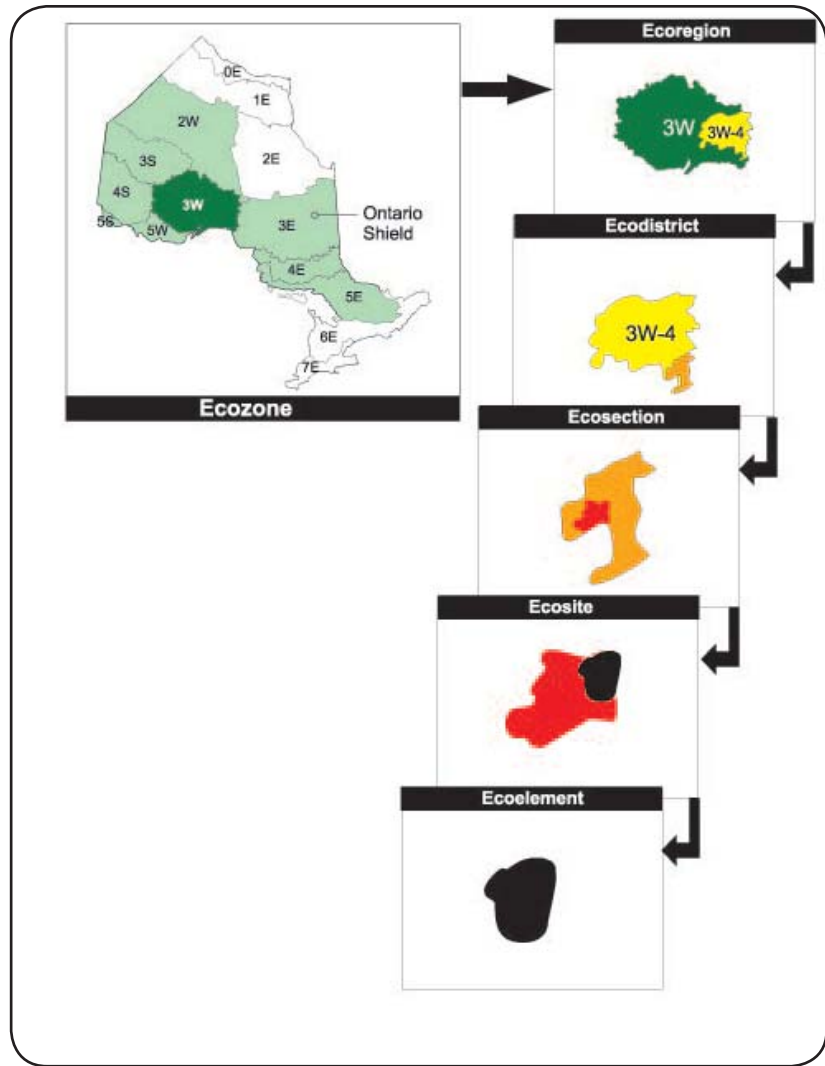 Ecoregion
0E
1E
2W
2E
3S
4S
3W
5S
5W
3E
Ontario
Shield
4E
5E
6E
7E
Ecozone
3W
3W-4
Ecodistrict
3W-4
Ecosection
Ecosite
Ecoelement